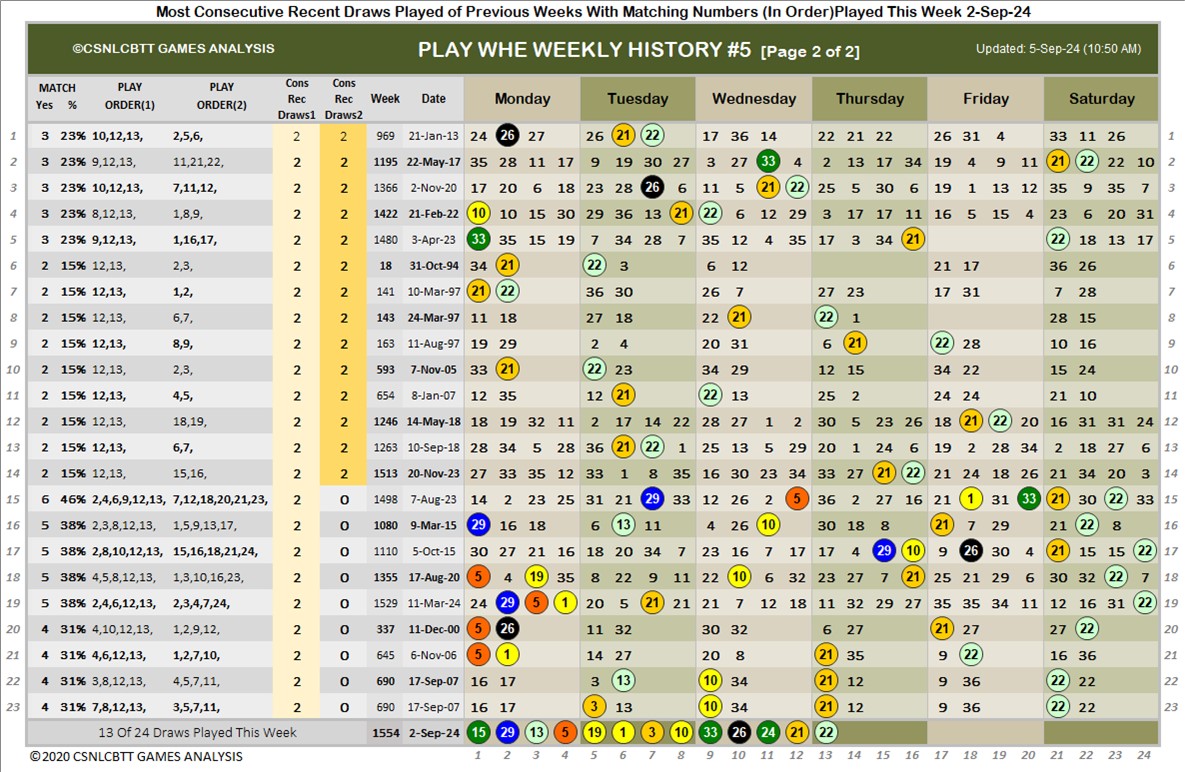 Most Consecutive Recent Draws Played of Previous Weeks With Matching Numbers (In Order)Played This Week 2-Sep-24
©CSNLCBTT GAMES ANALYSIS PLAY WHE WEEKLY HISTORY #5 [Page 2 of 2] Updated: 5-Sep-24 (10:50 AM)
MATCH Yes % PLAY ORDER(1) PLAY ORDER(2) Cons Rec Draws1 Cons Rec Draws2 Week Date Monday Tuesday Wednesday Thursday Friday Saturday
1 3 23% 10,12,13, 2,5,6, 2 2 969 21-Jan-13 24 26 27 26 21 22 17 36 14 22 21 22 26 31 4 33 11 26 1
2 3 23% 9,12,13, 11,21,22, 2 2 1195 22-May-17 35 28 11 17 9 19 30 27 3 27 33 4 2 13 17 34 19 4 9 11 21 22 22 10 2
3 3 23% 10,12,13, 7,11,12, 2 2 1366 2-Nov-20 17 20 6 18 23 28 26 6 11 5 21 22 25 5 30 6 19 1 13 12 35 9 35 7 3
4 3 23% 8,12,13, 1,8,9, 2 2 1422 21-Feb-22 10 10 15 30 29 36 13 21 22 6 12 29 3 17 17 11 16 5 15 4 23 6 20 31 4
5 3 23% 9,12,13, 1,16,17, 2 2 1480 3-Apr-23 33 35 15 19 7 34 28 7 35 12 4 35 17 3 34 21 22 18 13 17 5
6 2 15% 12,13, 2,3, 2 2 18 31-Oct-94 34 21 22 3 6 12 21 17 36 26 6
7 2 15% 12,13, 1,2, 2 2 141 10-Mar-97 21 22 36 30 26 7 27 23 17 31 7 28 7
8 2 15% 12,13, 6,7, 2 2 143 24-Mar-97 11 18 27 18 22 21 22 1 28 15 8
9 2 15% 12,13, 8,9, 2 2 163 11-Aug-97 19 29 2 4 20 31 6 21 22 28 10 16 9
10 2 15% 12,13, 2,3, 2 2 593 7-Nov-05 33 21 22 23 34 29 12 15 34 22 15 24 10
11 2 15% 12,13, 4,5, 2 2 654 8-Jan-07 12 35 12 21 22 13 25 2 24 24 21 10 11
12 2 15% 12,13, 18,19, 2 2 1246 14-May-18 18 19 32 11 2 17 14 22 28 27 1 2 30 5 23 26 18 21 22 20 16 31 31 24 12
13 2 15% 12,13, 6,7, 2 2 1263 10-Sep-18 28 34 5 28 36 21 22 1 25 13 5 29 20 1 24 6 19 2 28 34 2 18 27 6 13
14 2 15% 12,13, 15,16, 2 2 1513 20-Nov-23 27 33 35 12 33 1 8 35 16 30 23 34 33 27 21 22 21 24 18 26 21 34 20 3 14
15 6 46% 2,4,6,9,12,13, 7,12,18,20,21,23, 2 0 1498 7-Aug-23 14 2 23 25 31 21 29 33 12 26 2 5 36 2 27 16 21 1 31 33 21 30 22 33 15
16 5 38% 2,3,8,12,13, 1,5,9,13,17, 2 0 1080 9-Mar-15 29 16 18 6 13 11 4 26 10 30 18 8 21 7 29 21 22 8 16
17 5 38% 2,8,10,12,13, 15,16,18,21,24, 2 0 1110 5-Oct-15 30 27 21 16 18 20 34 7 23 16 7 17 17 4 29 10 9 26 30 4 21 15 15 22 17
18 5 38% 4,5,8,12,13, 1,3,10,16,23, 2 0 1355 17-Aug-20 5 4 19 35 8 22 9 11 22 10 6 32 23 27 7 21 25 21 29 6 30 32 22 7 18
19 5 38% 2,4,6,12,13, 2,3,4,7,24, 2 0 1529 11-Mar-24 24 29 5 1 20 5 21 21 21 7 12 18 11 32 29 27 35 35 34 11 12 16 31 22 19
20 4 31% 4,10,12,13, 1,2,9,12, 2 0 337 11-Dec-00 5 26 11 32 30 32 6 27 21 27 27 22 20
21 4 31% 4,6,12,13, 1,2,7,10, 2 0 645 6-Nov-06 5 1 14 27 20 8 21 35 9 22 16 36 21
22 4 31% 3,8,12,13, 4,5,7,11, 2 0 690 17-Sep-07 16 17 3 13 10 34 21 12 9 36 22 22 22
23 4 31% 7,8,12,13, 3,5,7,11, 2 0 690 17-Sep-07 16 17 3 13 10 34 21 12 9 36 22 22 23
13 Of 24 Draws Played This Week 1554 2-Sep-24 15 29 13 5 19 1 3 10 33 26 24 21 22
©2020 CSNLCBTT GAMES ANALYSIS 1 2 3 4 5 6 7 8 9 10 11 12 13 14 15 16 17 18 19 20 21 22 23 24